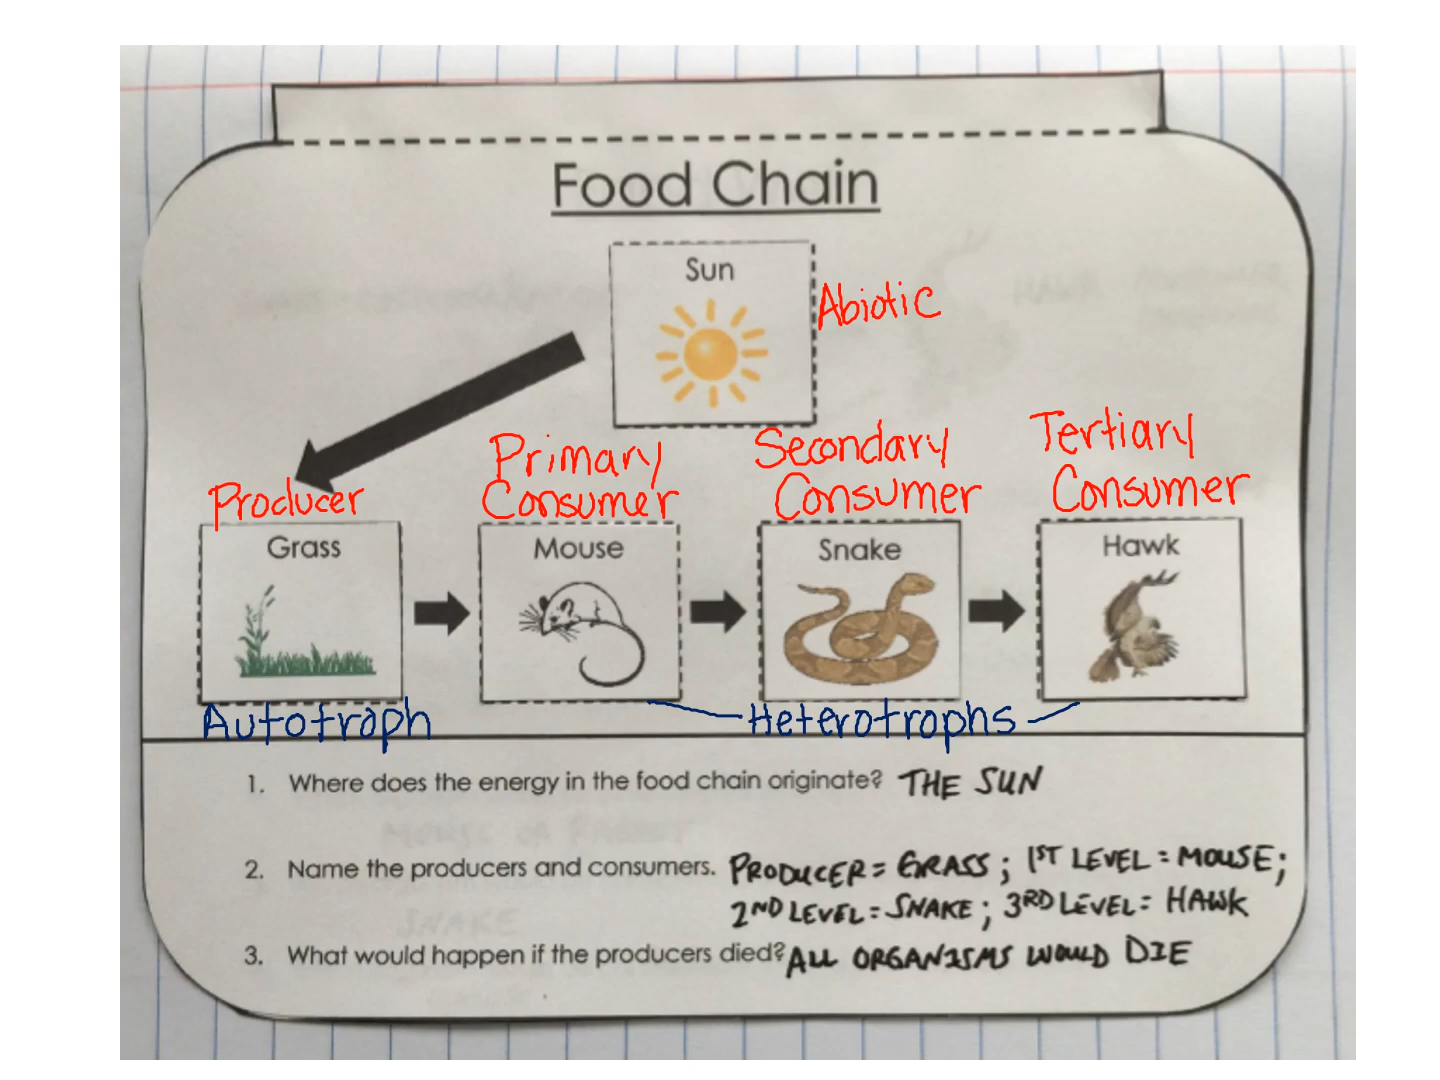 Food Chain
Sun
Abiotic
Producer
Primary
Consumer
Secondary
Consumer
Tertiary
Consumer
Grass
Mouse
Snake
Hawk
Autotraph
Heterotrophs
1. Where does the energy in the food chain originate? THE SUN
2. Name the producers and consumers. PRODUCER = GRASS; 1ST LEVEL = MOUSE;
2ND LEVEL = SNAKE; 3RD LEVEL = HAWK
3. What would happen if the producers died? ALL ORGANISMS WOULD DIE